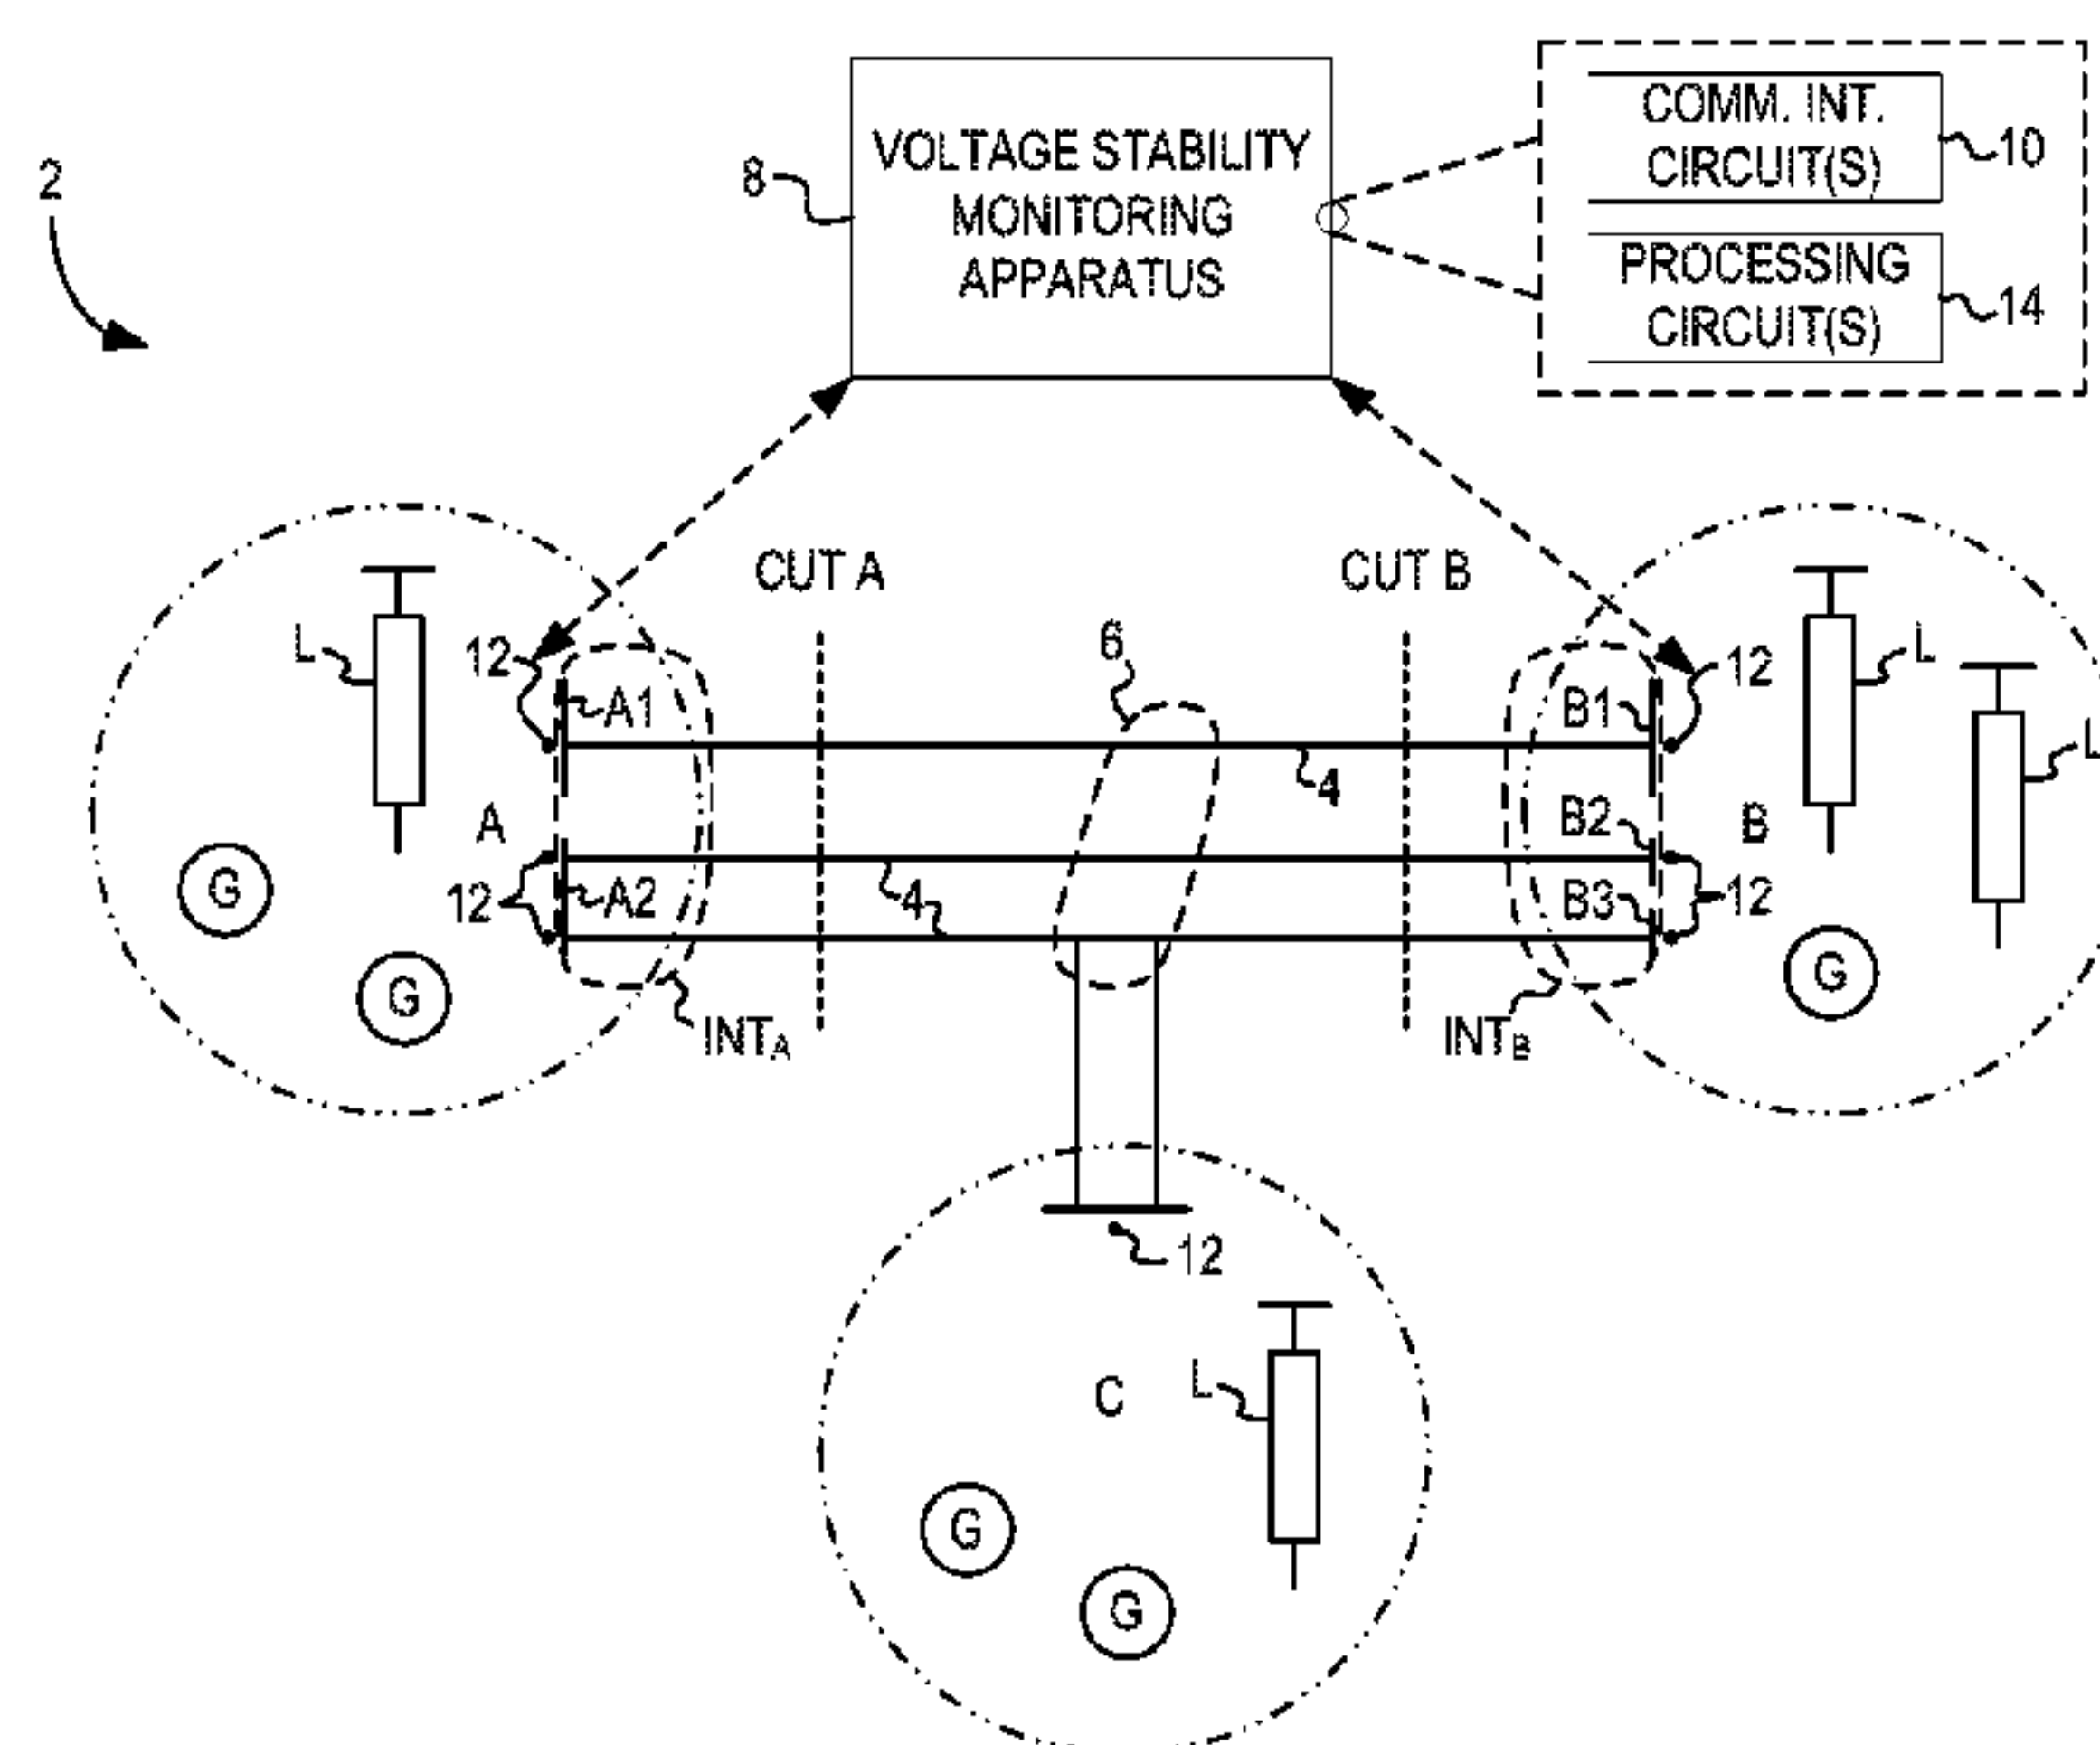 2
8
VOLTAGE STABILITY
MONITORING
APPARATUS
COMM. INT.
CIRCUIT(S)
10
PROCESSING
CIRCUIT(S)
14
CUT A
CUT B
L
12
A1
6
B1
12
L
L
4
A
B2
B
G
12
A2
4
B3
12
G
G
INTA
INTB
12
C
L
G
G